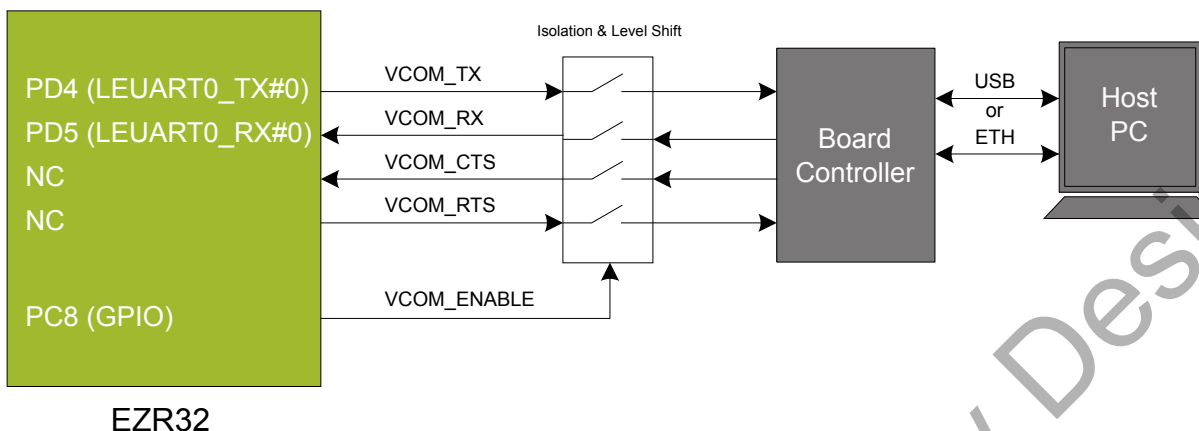 Isolation & Level Shift
PD4 (LEUART0_TX#0)
VCOM_TX
PD5 (LEUART0_RX#0)
VCOM_RX
NC
VCOM_CTS
NC
VCOM_RTS
PC8 (GPIO)
VCOM_ENABLE
Board
Controller
USB
or
ETH
Host
PC
EZR32